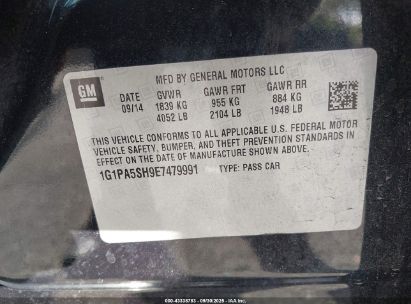 MFD BY GENERAL MOTORS LLC
GM
DATE GVWR GAWR FRT GAWR RR
09/14 1839 KG 955 KG 884 KG
4052 LB 2104 LB 1948 LB
THIS VEHICLE CONFORMS TO ALL APPLICABLE U.S. FEDERAL MOTOR
VEHICLE SAFETY, BUMPER, AND THEFT PREVENTION STANDARDS IN
EFFECT ON THE DATE OF MANUFACTURE SHOWN ABOVE.
1G1PA5SH9E7479991 TYPE: PASS CAR